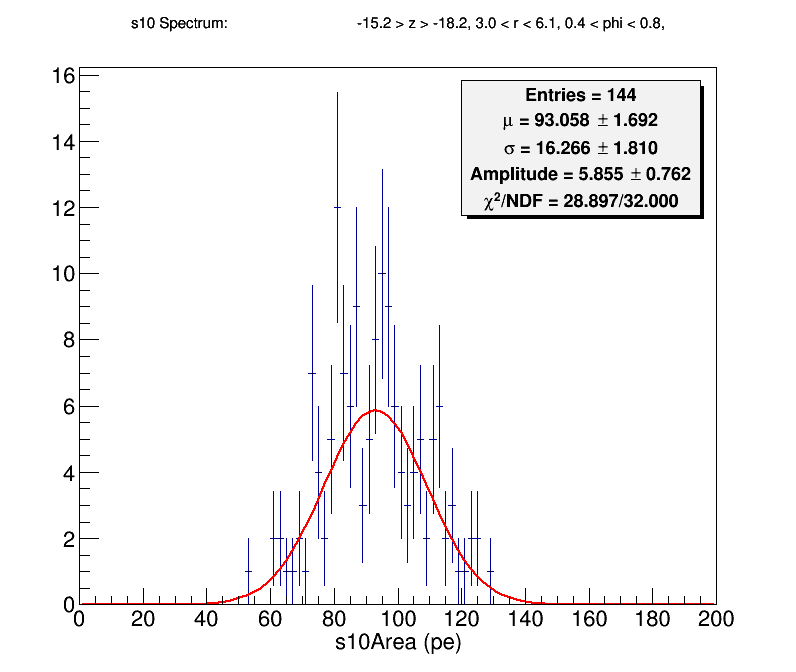 s10 Spectrum: -15.2 > z > -18.2, 3.0 < r < 6.1, 0.4 < phi < 0.8,
Entries = 144
μ = 93.058 ± 1.692
σ = 16.266 ± 1.810
Amplitude = 5.855 ± 0.762
χ²/NDF = 28.897/32.000
16
14
12
10
8
6
4
2
0
0 20 40 60 80 100 120 140 160 180 200
s10Area (pe)